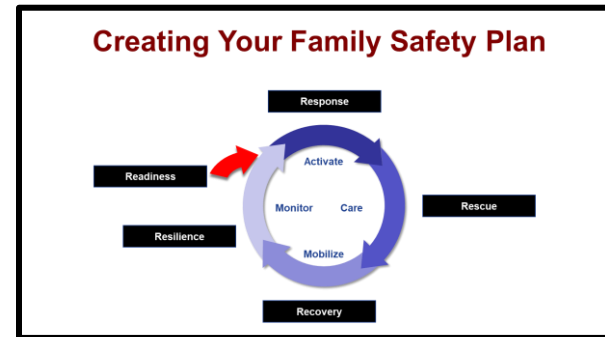 Creating Your Family Safety Plan
Response
Activate
Readiness
Monitor Care
Rescue
Resilience
Mobilize
Recovery